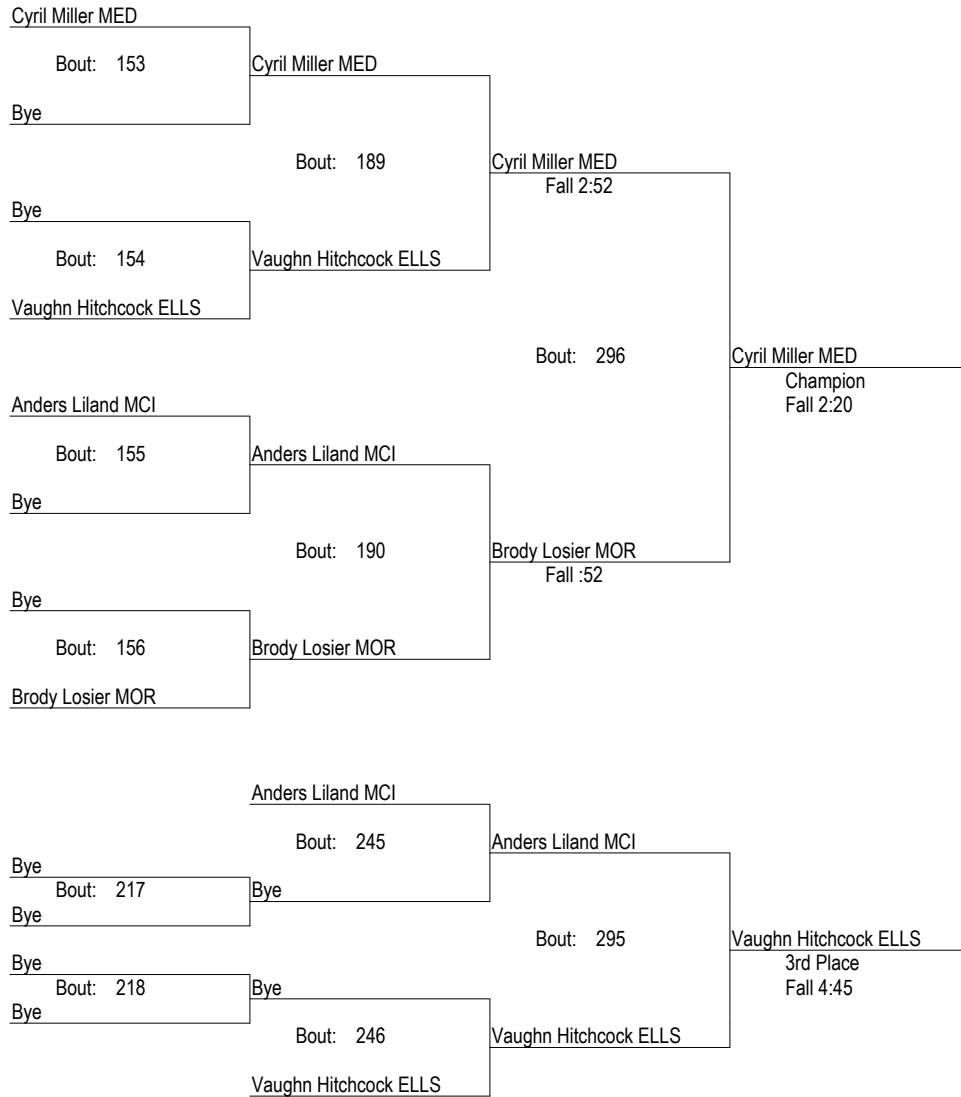 Cyril Miller MED
Bout: 153
Cyril Miller MED
Bye
Bout: 189
Cyril Miller MED
Fall 2:52
Bye
Bout: 154
Vaughn Hitchcock ELLS
Vaughn Hitchcock ELLS
Bout: 296
Cyril Miller MED
Champion
Fall 2:20
Anders Liland MCI
Bout: 155
Anders Liland MCI
Bye
Bout: 190
Brody Losier MOR
Fall :52
Bye
Bout: 156
Brody Losier MOR
Brody Losier MOR
Anders Liland MCI
Bout: 245
Anders Liland MCI
Bye
Bout: 217
Bye
Bye
Bout: 295
Vaughn Hitchcock ELLS
3rd Place
Fall 4:45
Bye
Bout: 218
Bye
Bye
Bout: 246
Vaughn Hitchcock ELLS
Vaughn Hitchcock ELLS